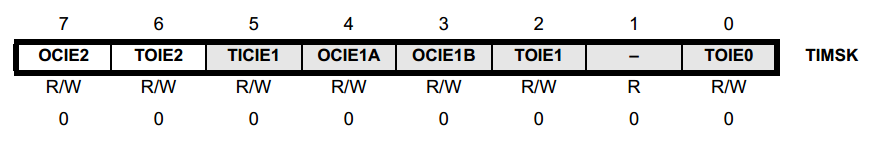 7 6 5 4 3 2 1 0
OCIE2 TOIE2 TICIE1 OCIE1A OCIE1B TOIE1 – TOIE0 TIMSK
R/W R/W R/W R/W R/W R/W R R/W
0 0 0 0 0 0 0 0